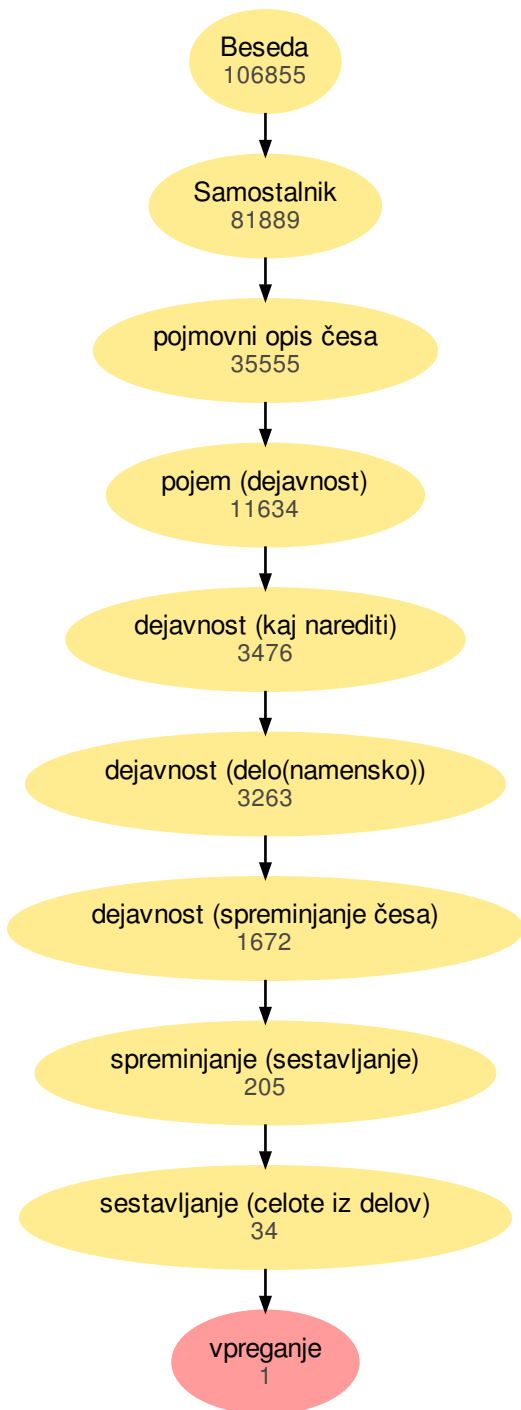 Beseda
106855
Samostalnik
81889
pojmovni opis česa
35555
pojem (dejavnost)
11634
dejavnost (kaj narediti)
3476
dejavnost (delo(namensko))
3263
dejavnost (spreminjanje česa)
1672
spreminjanje (sestavljanje)
205
sestavljanje (celote iz delov)
34
vpreganje
1